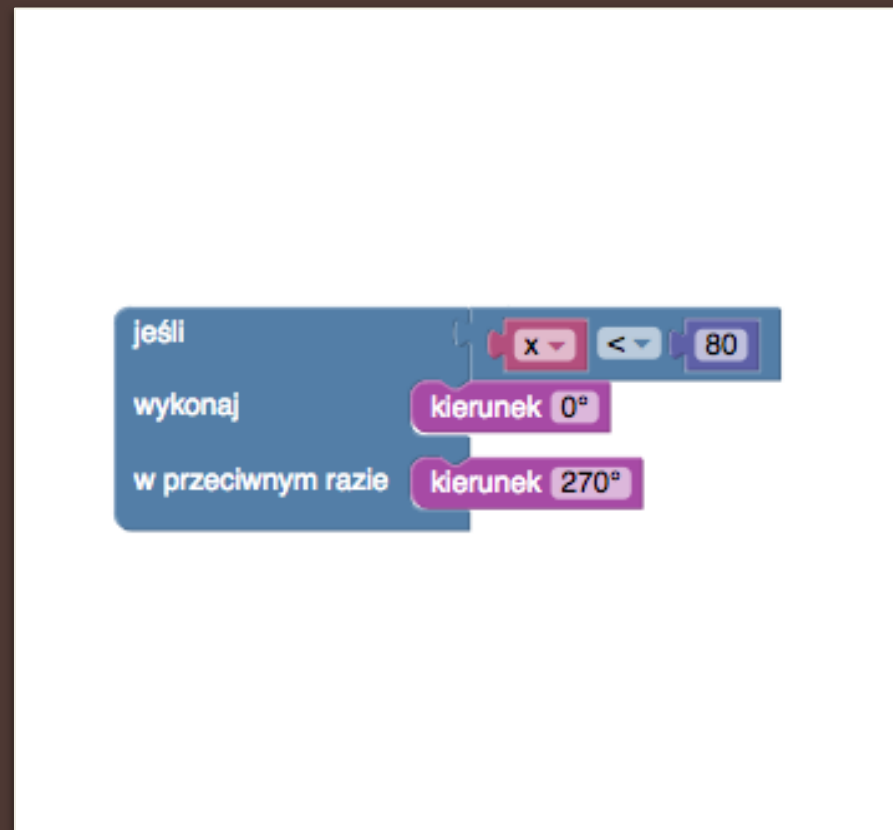 jeśli x < 80
wykonaj kierunek 0°
w przeciwnym razie kierunek 270°